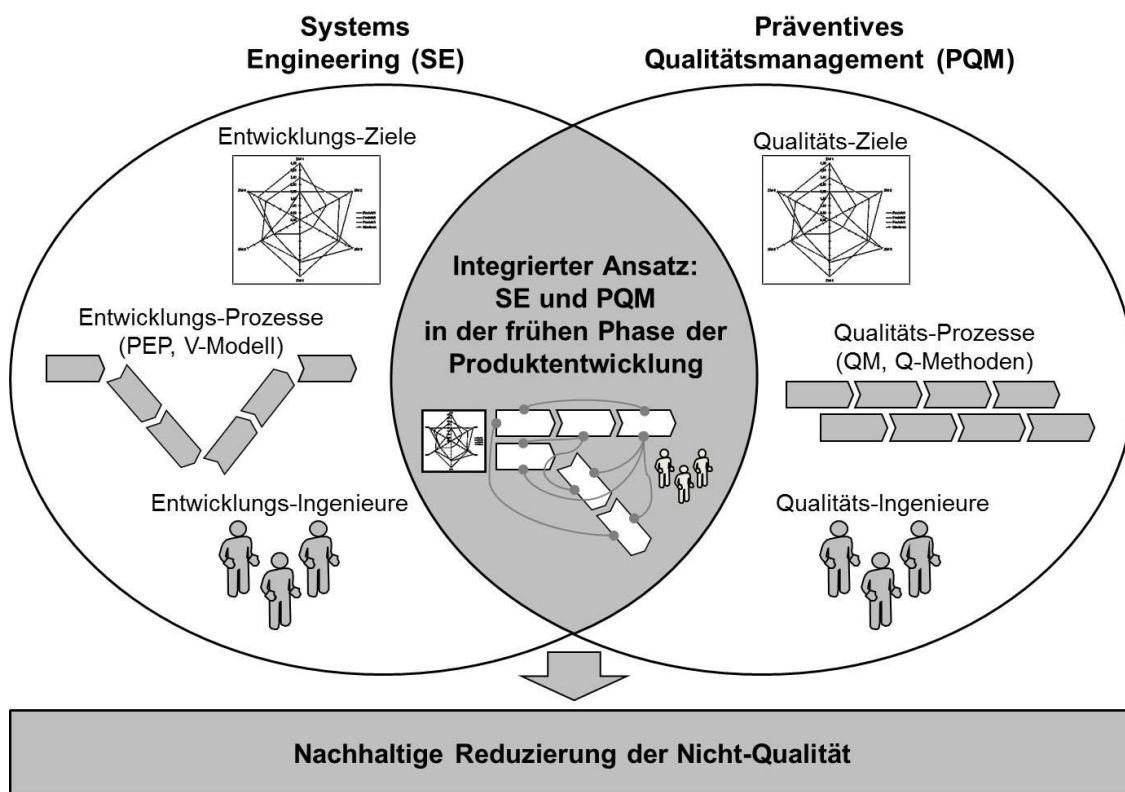 Systems
Engineering (SE)
Präventives
Qualitätsmanagement (PQM)
Entwicklungs-Ziele
Qualitäts-Ziele
Integrierter Ansatz:
SE und PQM
in der frühen Phase der
Produktentwicklung
Entwicklungs-Prozesse
(PEP, V-Modell)
Qualitäts-Prozesse
(QM, Q-Methoden)
Entwicklungs-Ingenieure
Qualitäts-Ingenieure
Nachhaltige Reduzierung der Nicht-Qualität